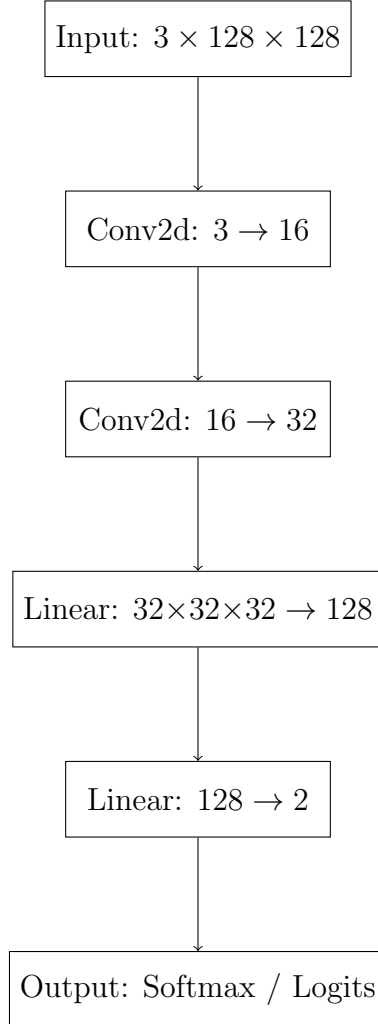 Input: 3 × 128 × 128
Conv2d: 3 → 16
Conv2d: 16 → 32
Linear: 32×32×32 → 128
Linear: 128 → 2
Output: Softmax / Logits